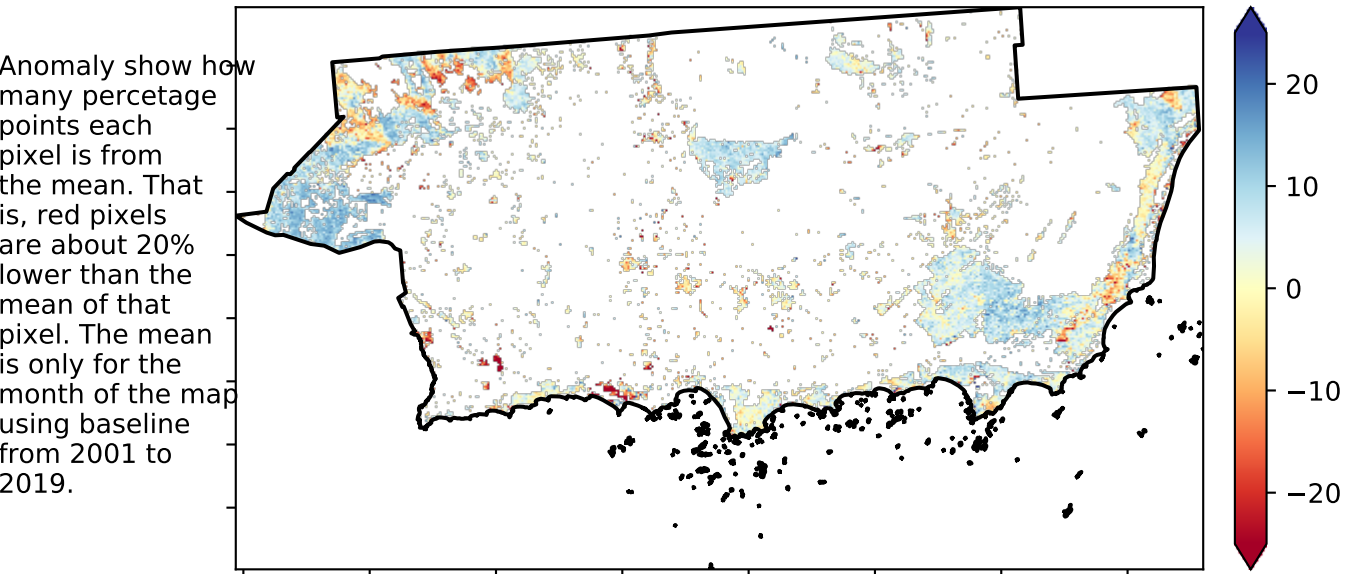 Anomaly show how
many percetage
points each
pixel is from
the mean. That
is, red pixels
are about 20%
lower than the
mean of that
pixel. The mean
is only for the
month of the map
using baseline
from 2001 to
2019.
20
10
0
−10
−20